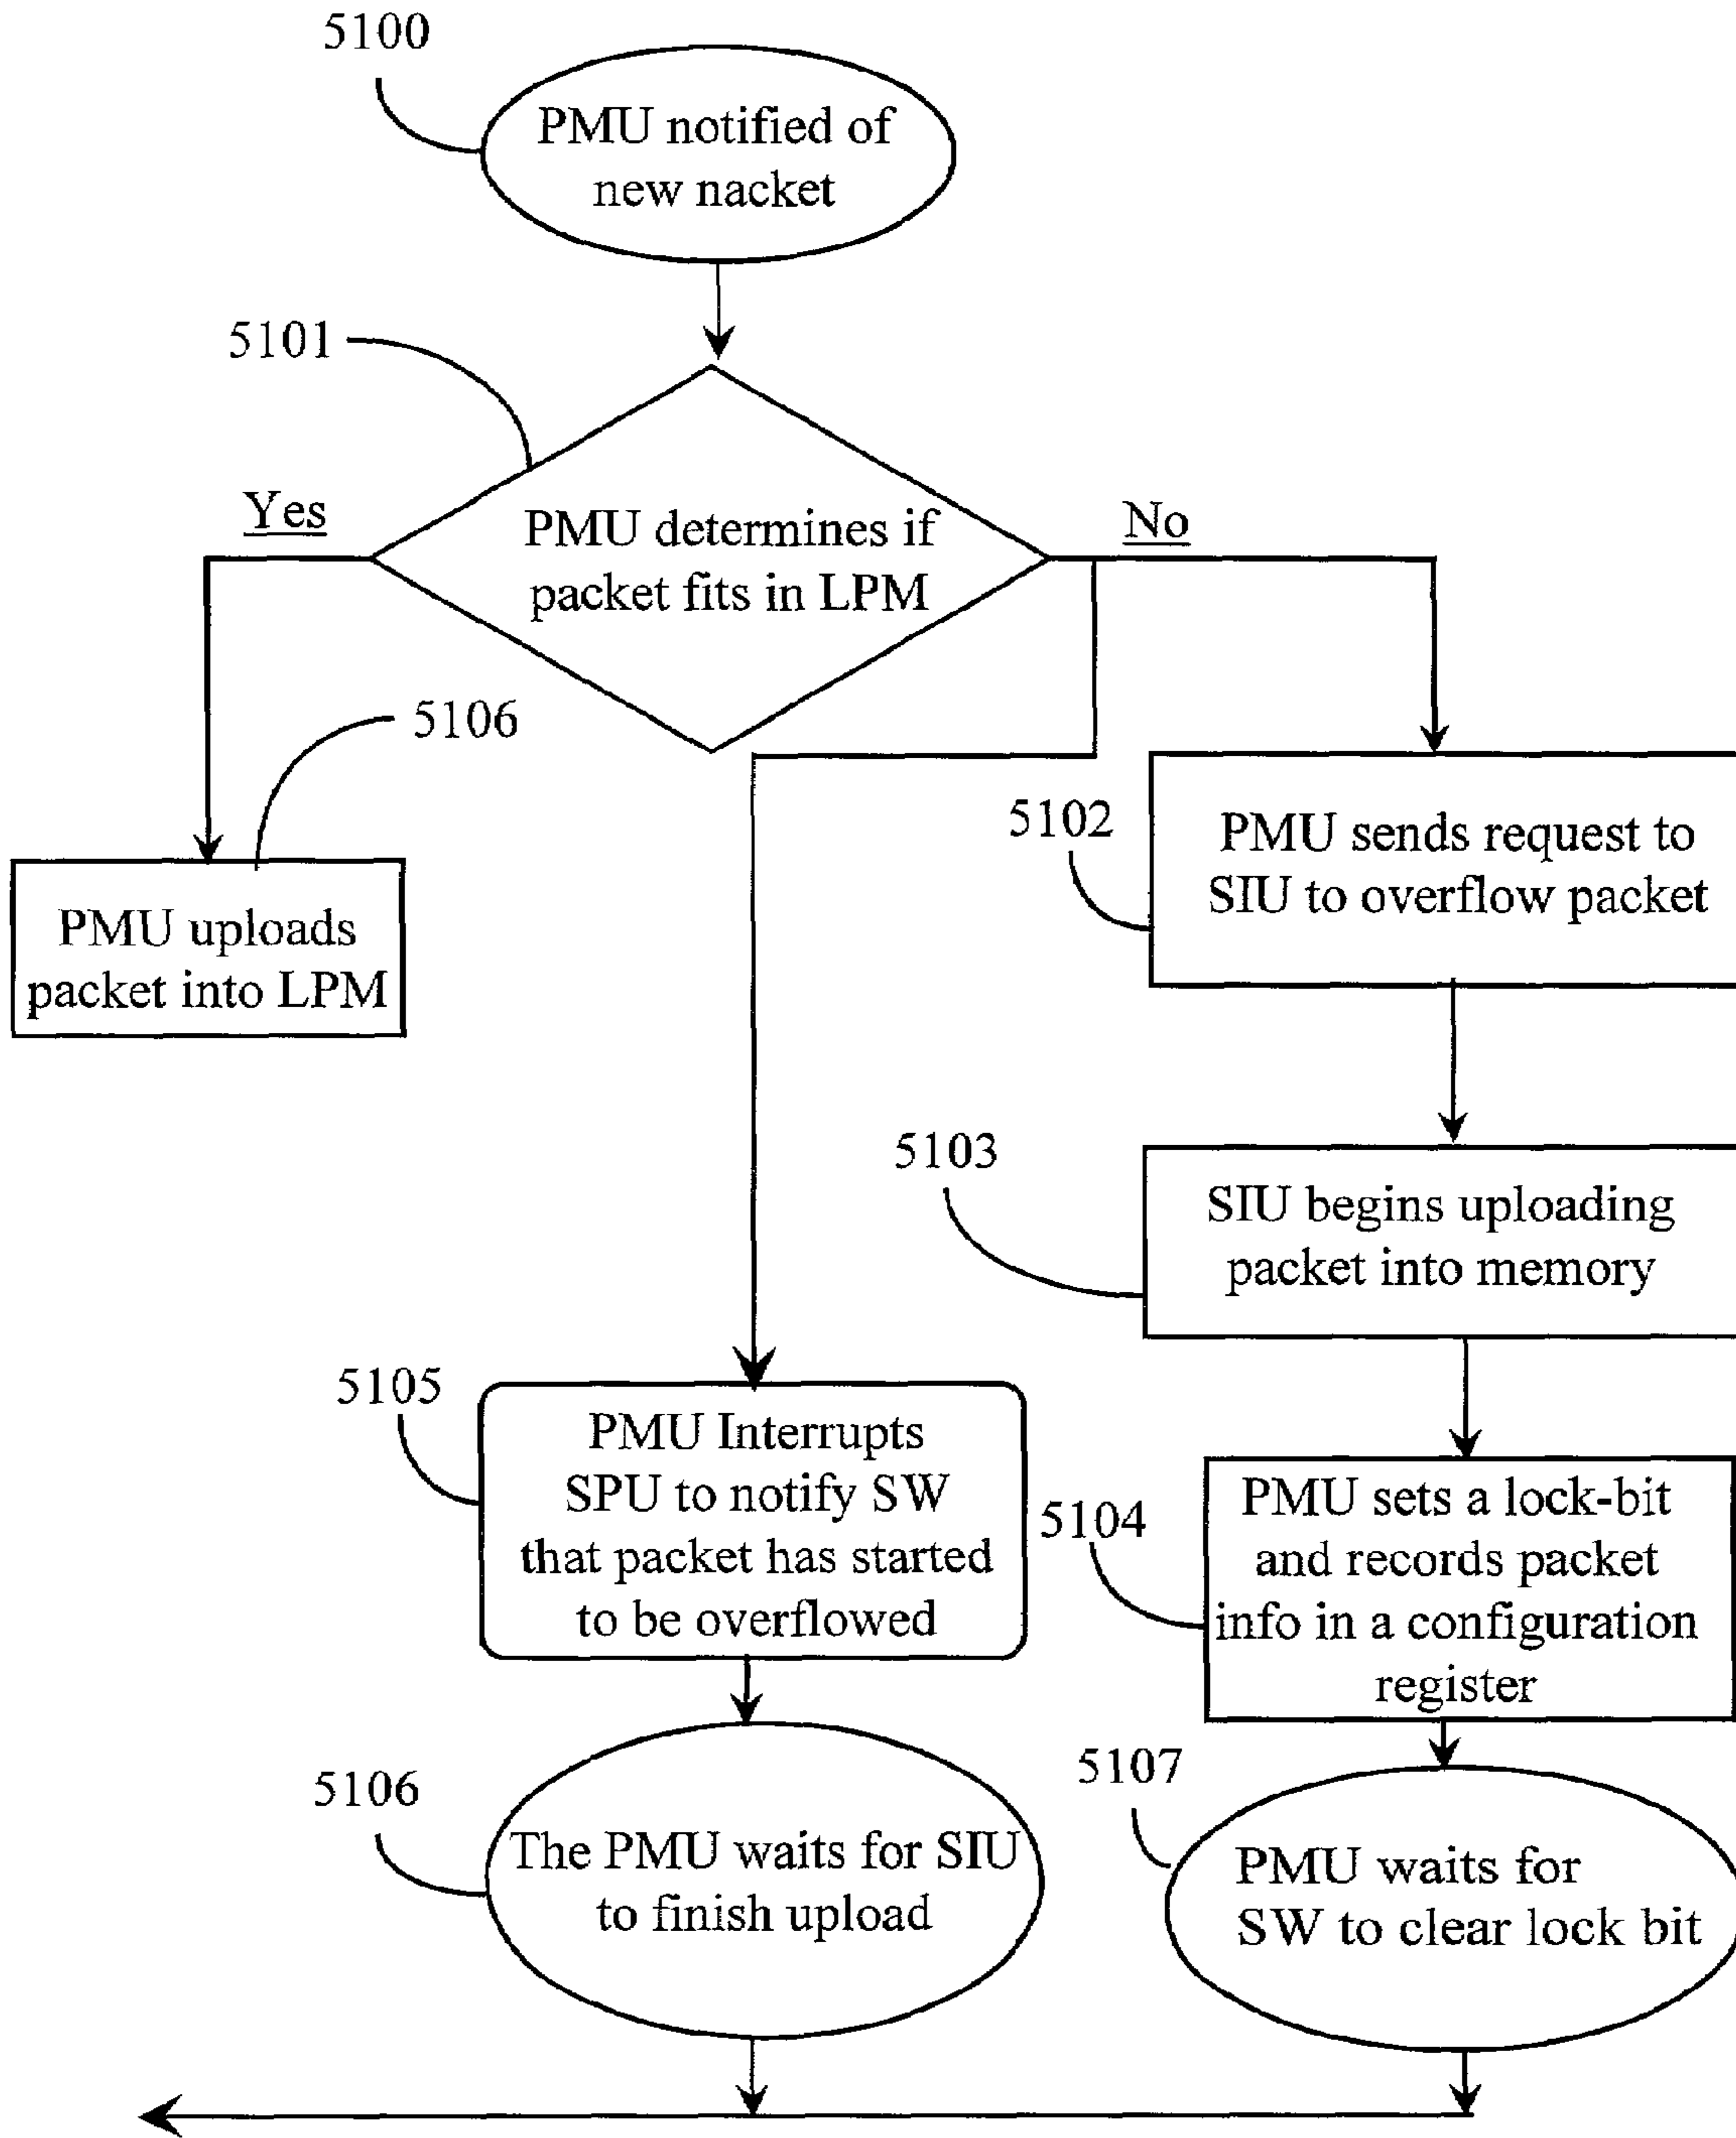 5100
PMU notified of
new nacket
5101
Yes
No
PMU determines if
packet fits in LPM
5106
PMU uploads
packet into LPM
5102
PMU sends request to
SIU to overflow packet
5103
SIU begins uploading
packet into memory
5105
PMU Interrupts
SPU to notify SW
that packet has started
to be overflowed
5104
PMU sets a lock-bit
and records packet
info in a configuration
register
5106
The PMU waits for SIU
to finish upload
5107
PMU waits for
SW to clear lock bit